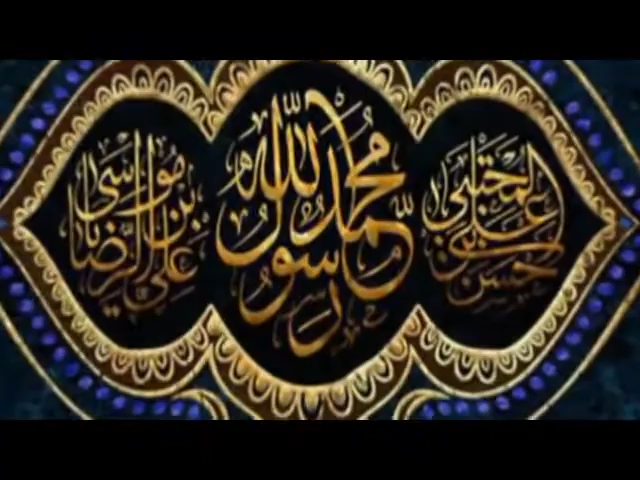 حسن بن علي المجتبى
محمد رسول الله
علي بن موسى الرضا